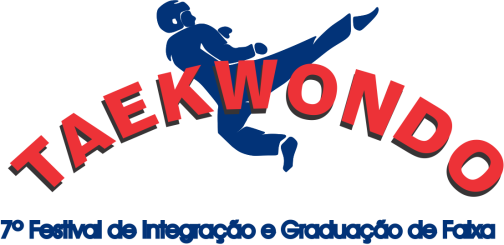 TAEKWONDO
7º Festival de Integração e Graduação de Faixa